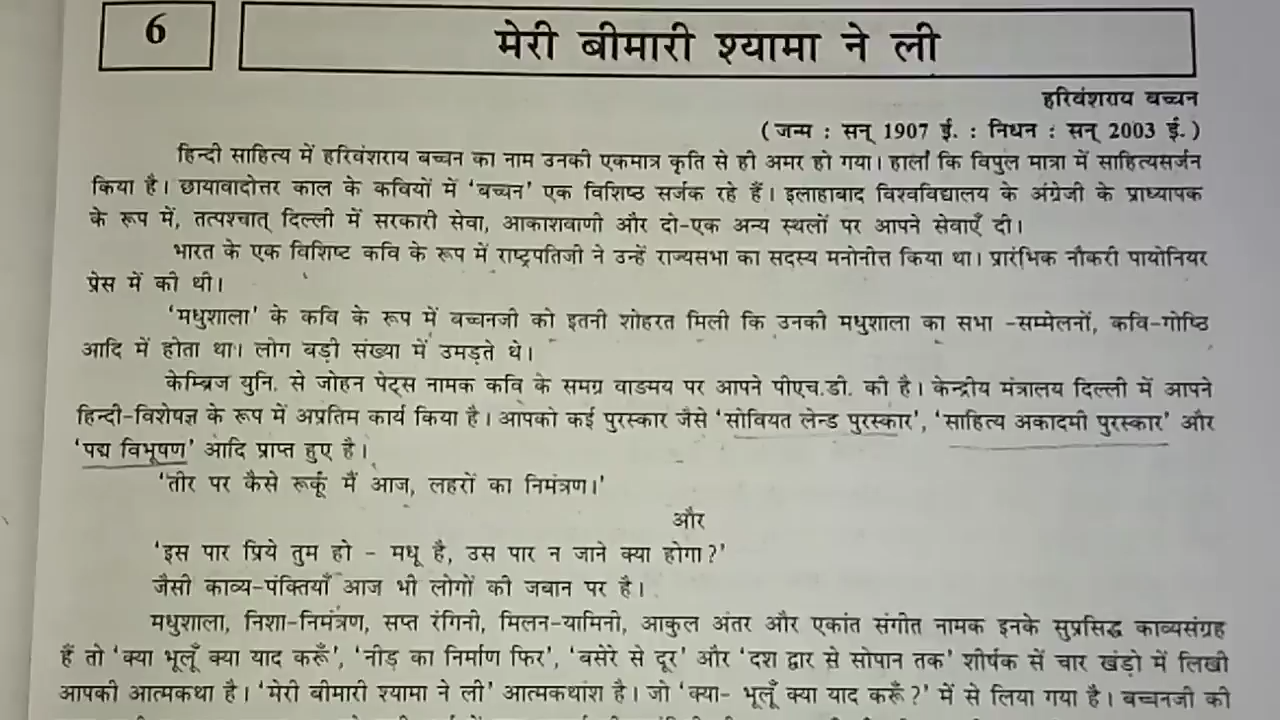 6
मेरी बीमारी श्यामा ने ली
हरिवंशराय बच्चन
( जन्म : सन् 1907 ई. : निधन : सन् 2003 ई. )
हिन्दी साहित्य में हरिवंशराय बच्चन का नाम उनकी एकमात्र कृति से ही अमर हो गया। हालाँ कि विपुल मात्रा में साहित्यसर्जन
किया है। छायावादोत्तर काल के कवियों में ‘बच्चन’ एक विशिष्ठ सर्जक रहे हैं। इलाहाबाद विश्वविद्यालय के अंग्रेजी के प्राध्यापक
के रूप में, तत्पश्चात् दिल्ली में सरकारी सेवा, आकाशवाणी और दो-एक अन्य स्थलों पर आपने सेवाएँ दी।
भारत के एक विशिष्ट कवि के रूप में राष्ट्रपतिजी ने उन्हें राज्यसभा का सदस्य मनोनीत्त किया था। प्रारंभिक नौकरी पायोनियर
प्रेस में की थी।
‘मधुशाला’ के कवि के रूप में बच्चनजी को इतनी शोहरत मिली कि उनकी मधुशाला का सभा -सम्मेलनों, कवि-गोष्ठि
आदि में होता था। लोग बड़ी संख्या में उमड़ते थे।
केम्ब्रिज युनि. से जोहन पेट्स नामक कवि के समग्र वाङमय पर आपने पीएच.डी. की है। केन्द्रीय मंत्रालय दिल्ली में आपने
हिन्दी-विशेषज्ञ के रूप में अप्रतिम कार्य किया है। आपको कई पुरस्कार जैसे ‘सोवियत लेन्ड पुरस्कार’, ‘साहित्य अकादमी पुरस्कार’ और
‘पद्म विभूषण’ आदि प्राप्त हुए है।
‘तीर पर कैसे रूकूँ मैं आज, लहरों का निमंत्रण।’
और
‘इस पार प्रिये तुम हो - मधू है, उस पार न जाने क्या होगा?’
जैसी काव्य-पंक्तियाँ आज भी लोगों की जबान पर है।
मधुशाला, निशा-निमंत्रण, सप्त रंगिनी, मिलन-यामिनी, आकुल अंतर और एकांत संगीत नामक इनके सुप्रसिद्ध काव्यसंग्रह
हैं तो ‘क्या भूलूँ क्या याद करूँ’, ‘नीड़ का निर्माण फिर’, ‘बसेरे से दूर’ और ‘दश द्वार से सोपान तक’ शीर्षक सें चार खंड़ो में लिखी
आपकी आत्मकथा है। ‘मेरी बीमारी श्यामा ने ली’ आत्मकथांश है। जो ‘क्या- भूलूँ क्या याद करूँ?’ में से लिया गया है। बच्चनजी की